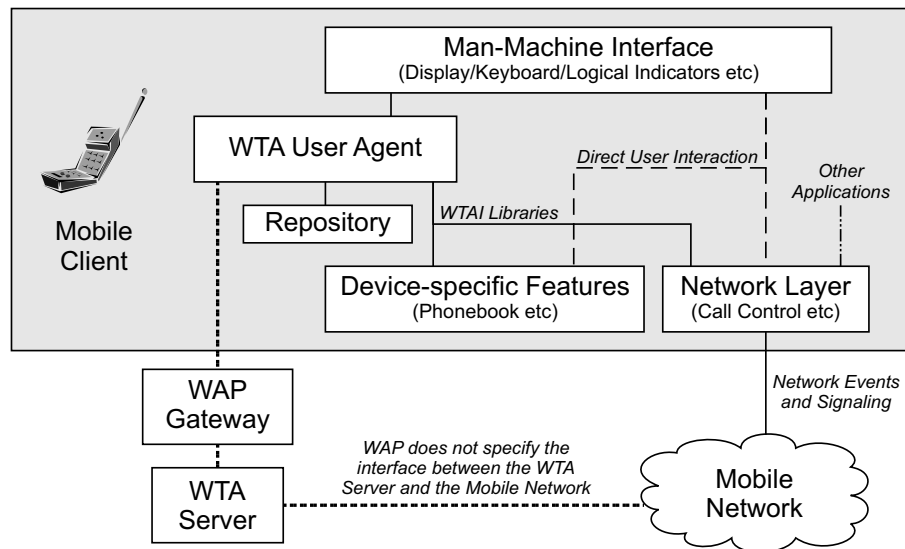 Man-Machine Interface
(Display/Keyboard/Logical Indicators etc)
WTA User Agent
Direct User Interaction
Other
Applications
Repository
WTAI Libraries
Mobile
Client
Device-specific Features
(Phonebook etc)
Network Layer
(Call Control etc)
WAP
Gateway
Network Events
and Signaling
WAP does not specify the
interface between the WTA
Server and the Mobile Network
WTA
Server
Mobile
Network